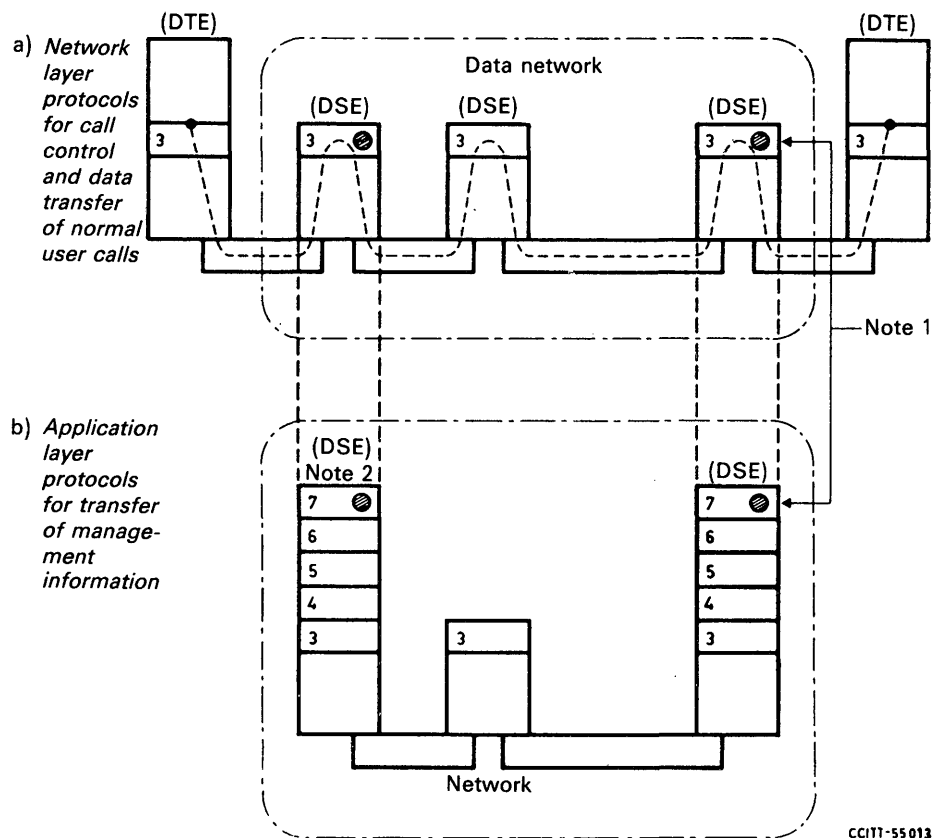 (DTE)
(DTE)
a) Network
layer
protocols
for call
control
and data
transfer
of normal
user calls
Data network
(DSE)
(DSE)
(DSE)
3
3
3
3
3
Note 1
b) Application
layer
protocols
for transfer
of manage-
ment
information
(DSE)
Note 2
(DSE)
7
7
6
6
5
5
4
4
3
3
3
Network
CCITT-55013